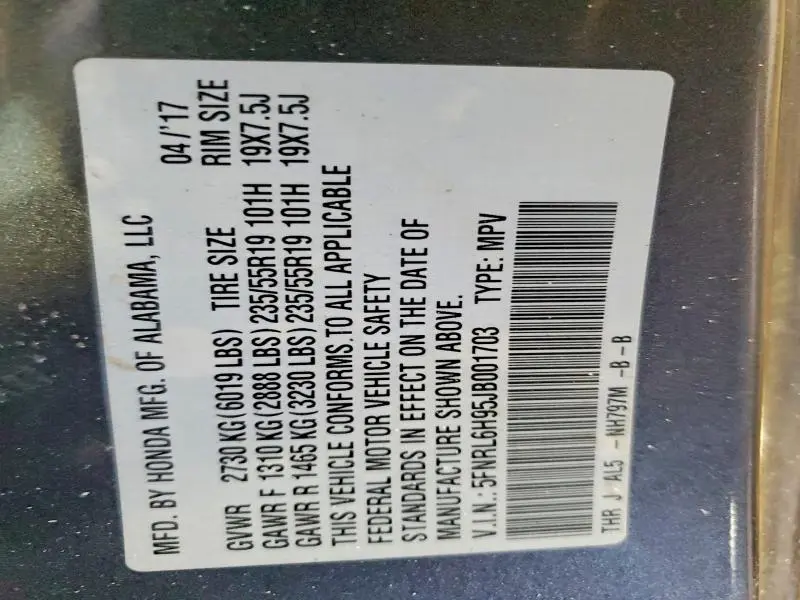 MFD. BY HONDA MFG. OF ALABAMA, LLC 04/'17
GVWR 2730 KG (6019 LBS) TIRE SIZE RIM SIZE
GAWR F 1310 KG (2888 LBS) 235/55R19 101H 19X7.5J
GAWR R 1465 KG (3230 LBS) 235/55R19 101H 19X7.5J
THIS VEHICLE CONFORMS.TO ALL APPLICABLE
FEDERAL MOTOR VEHICLE SAFETY
STANDARDS IN EFFECT ON THE DATE OF
MANUFACTURE SHOWN ABOVE.
V.I.N.: 5FNRL6H95JB001703 TYPE: MPV
THR J- AL5 -NH797M -B -B